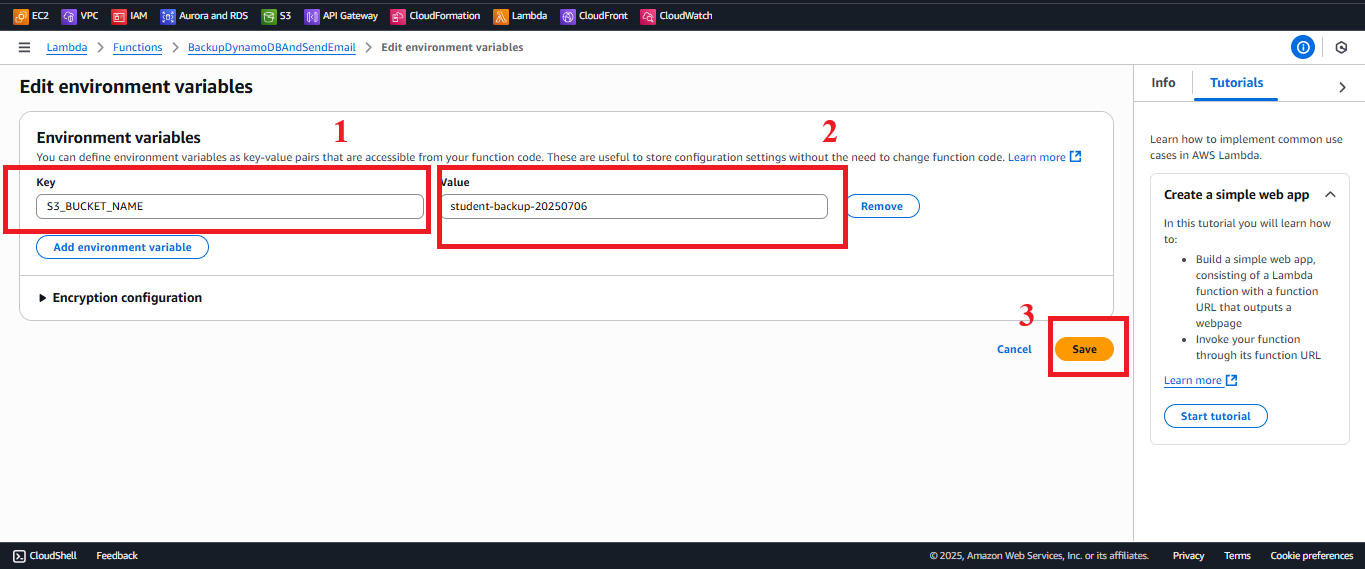 EC2 VPC IAM Aurora and RDS S3 API Gateway CloudFormation Lambda CloudFront CloudWatch
Lambda > Functions > BackupDynamoDBAndSendEmail > Edit environment variables
Edit environment variables
Info Tutorials
1
2
Environment variables
You can define environment variables as key-value pairs that are accessible from your function code. These are useful to store configuration settings without the need to change function code. Learn more
Key Value
S3_BUCKET_NAME student-backup-20250706 Remove
Add environment variable
Encryption configuration
3
Cancel Save
Learn how to implement common use
cases in AWS Lambda.
Create a simple web app
In this tutorial you will learn how
to:
• Build a simple web app,
consisting of a Lambda
function with a function
URL that outputs a
webpage
• Invoke your function
through its function URL
Learn more
Start tutorial
CloudShell Feedback © 2025, Amazon Web Services, Inc. or its affiliates. Privacy Terms Cookie preferences